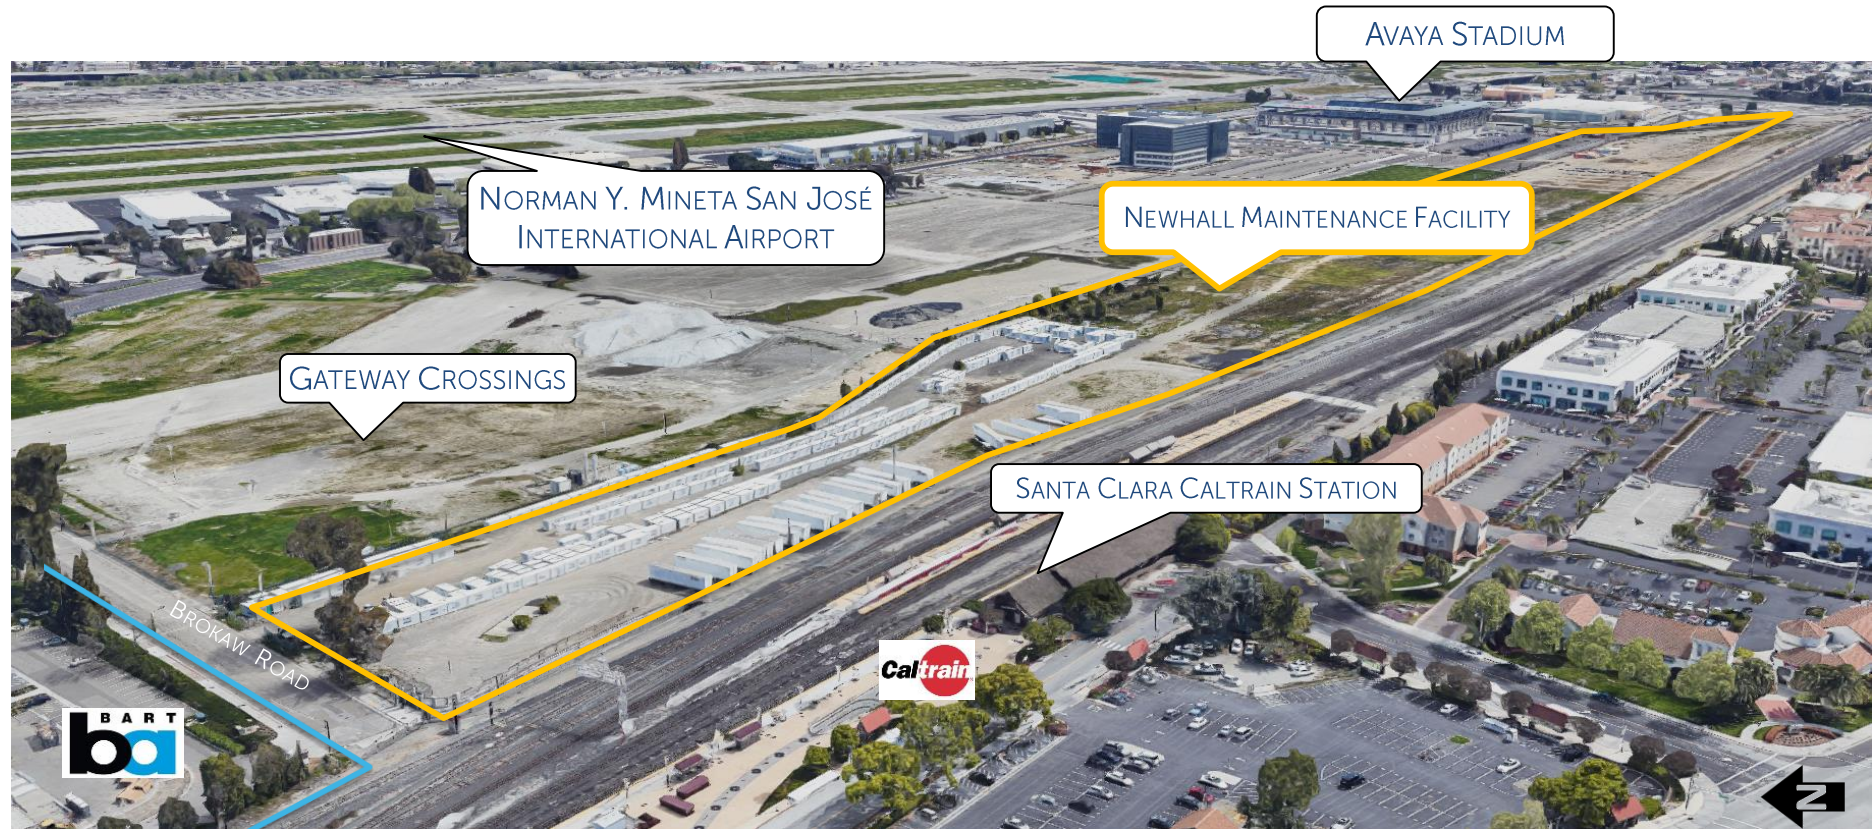 AVAYA STADIUM
NORMAN Y. MINETA SAN JOSÉ
INTERNATIONAL AIRPORT
NEWHALL MAINTENANCE FACILITY
GATEWAY CROSSINGS
SANTA CLARA CALTRAIN STATION
BROKAW ROAD
Caltrain
BART
ba
N